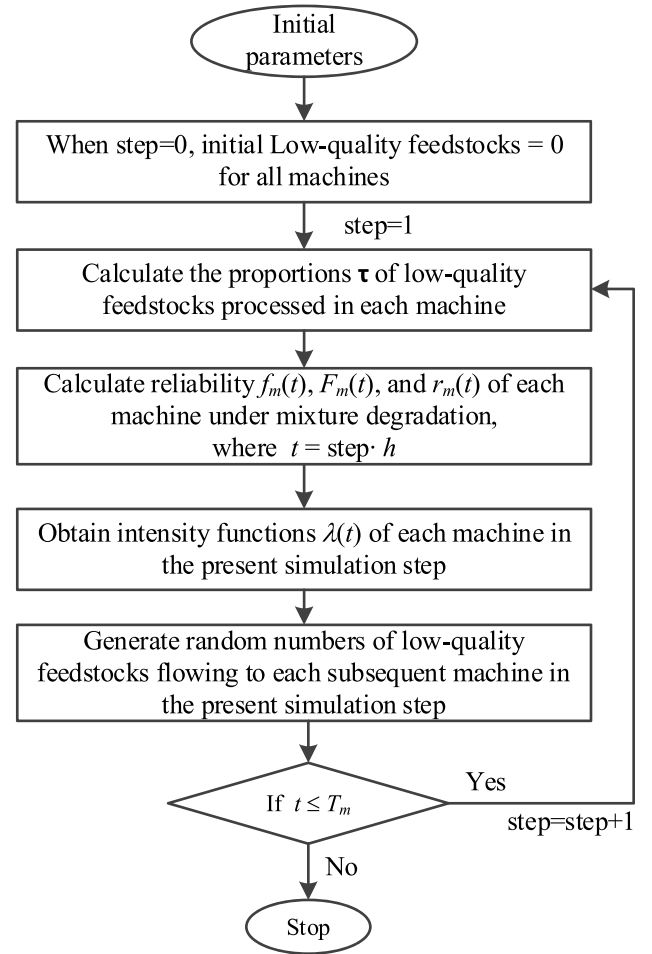 Initial
parameters
When step=0, initial Low-quality feedstocks = 0
for all machines
step=1
Calculate the proportions τ of low-quality
feedstocks processed in each machine
Calculate reliability fm(t), Fm(t), and rm(t) of each
machine under mixture degradation,
where t = step· h
Obtain intensity functions λ(t) of each machine in
the present simulation step
Generate random numbers of low-quality
feedstocks flowing to each subsequent machine in
the present simulation step
If t ≤ Tm
Yes
step=step+1
No
Stop